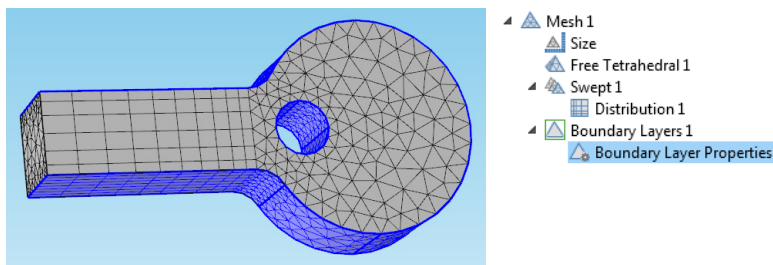 Mesh 1
Size
Free Tetrahedral 1
Swept 1
Distribution 1
Boundary Layers 1
Boundary Layer Properties